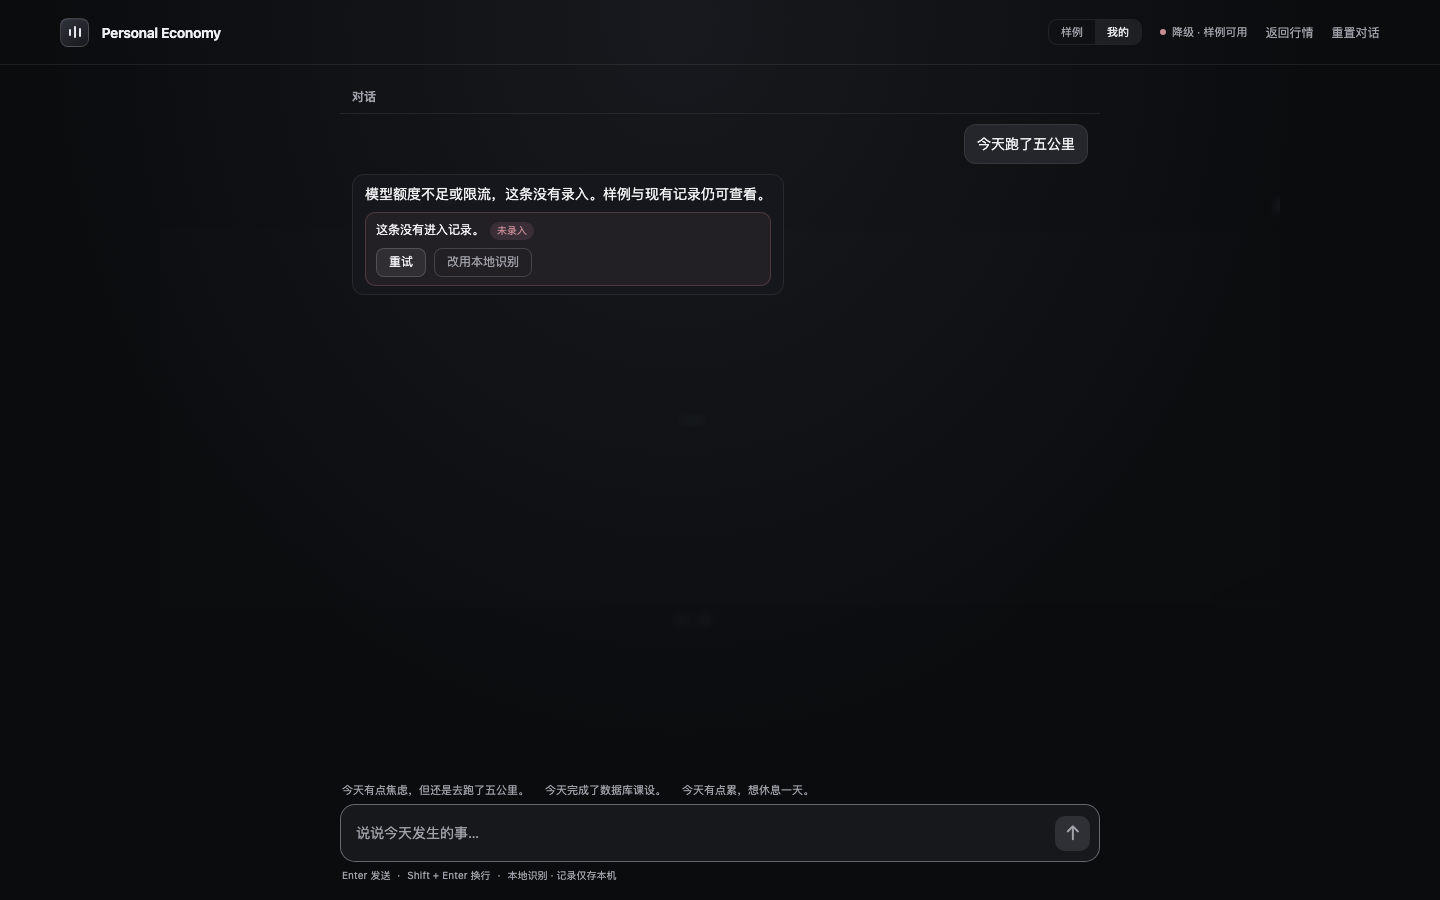 Personal Economy
样例 我的 降级 · 样例可用 返回行情 重置对话
对话
今天跑了五公里
模型额度不足或限流，这条没有录入。样例与现有记录仍可查看。
这条没有进入记录。 未录入
重试 改用本地识别
今天有点焦虑，但还是去跑了五公里。 今天完成了数据库课设。 今天有点累，想休息一天。
说说今天发生的事...
Enter 发送 · Shift + Enter 换行 · 本地识别 · 记录仅存本机